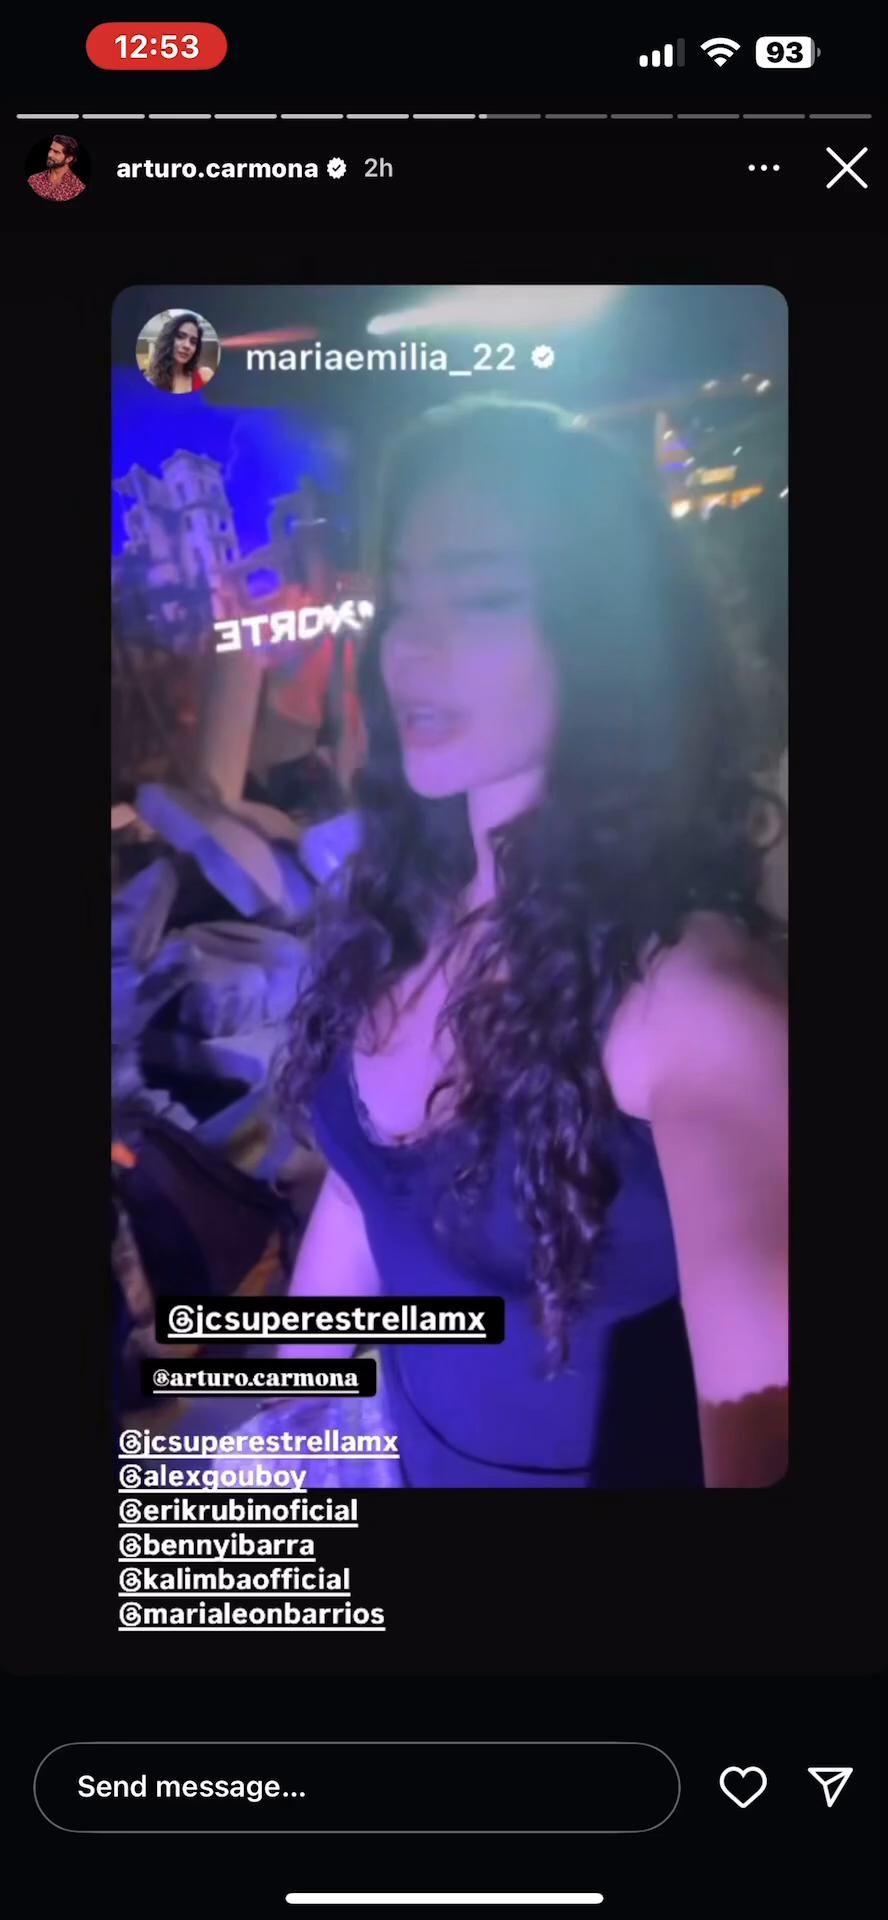 12:53
93
arturo.carmona 2h
mariaemilia_22
@jcsuperestrellamx
@arturo.carmona
@jcsuperestrellamx
@alexgouboy
@erikrubinoficial
@bennyibarra
@kalimbaofficial
@marialeonbarrios
Send message...